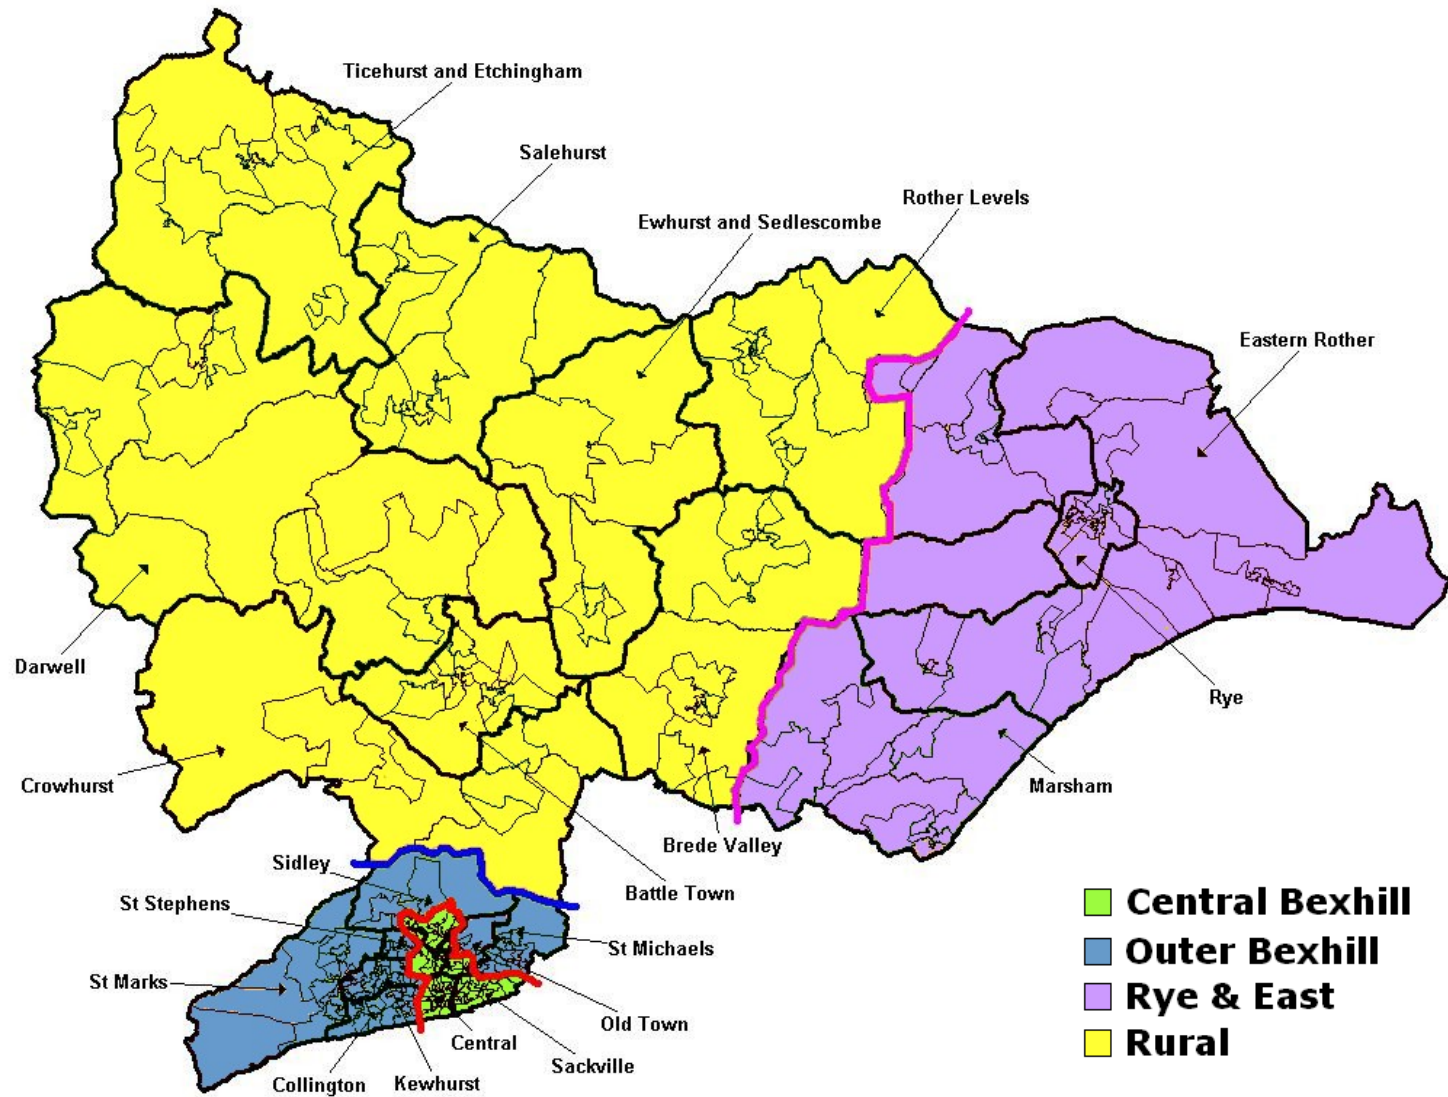 Ticehurst and Etchingham
Salehurst
Rother Levels
Ewhurst and Sedlescombe
Eastern Rother
Darwell
Rye
Crowhurst
Marsham
Brede Valley
Sidley
Battle Town
St Stephens
St Michaels
St Marks
Old Town
Central
Sackville
Collington
Kewhurst
Central Bexhill
Outer Bexhill
Rye & East
Rural